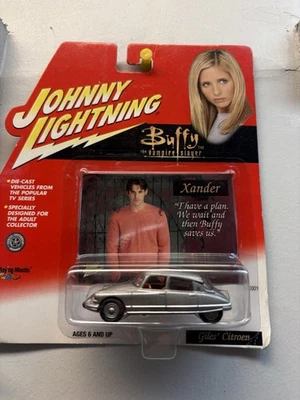 JOHNNY
LIGHTNING
Buffy
the vampire slayer
• DIE-CAST
VEHICLES FROM
THE POPULAR
TV SERIES
• SPECIALLY
DESIGNED FOR
THE ADULT
COLLECTOR
Xander
"I have a plan.
We wait and
then Buffy
saves us."
AGES 6 AND UP
Giles' Citroen